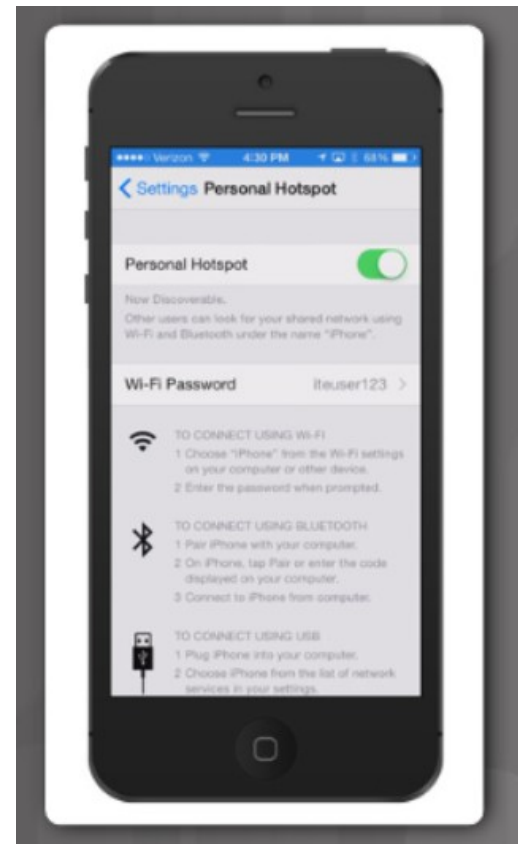 Verizon 4:30 PM 68%
Settings Personal Hotspot
Personal Hotspot
Now Discoverable.
Other users can look for your shared network using
Wi-Fi and Bluetooth under the name "iPhone".
Wi-Fi Password iteuser123
TO CONNECT USING WI-FI
1 Choose "iPhone" from the Wi-Fi settings
on your computer or other device.
2 Enter the password when prompted.
TO CONNECT USING BLUETOOTH
1 Pair iPhone with your computer.
2 On iPhone, tap Pair or enter the code
displayed on your computer.
3 Connect to iPhone from computer.
TO CONNECT USING USB
1 Plug iPhone into your computer.
2 Choose iPhone from the list of network
services in your settings.